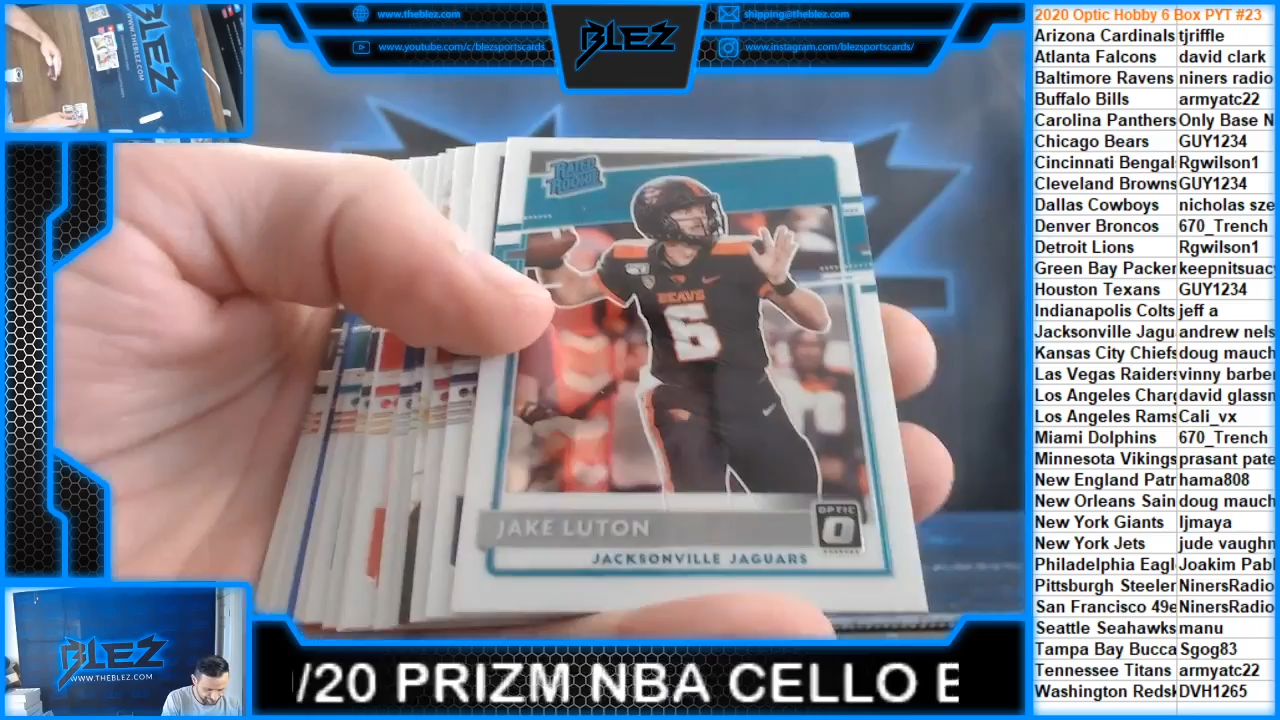 www.theblez.com
shipping@theblez.com
www.youtube.com/c/blezsportscards/
www.instagram.com/blezsportscards/
BLEZ
RATED
ROOKIE
BEAVS
6
OPTIC
JAKE LUTON
JACKSONVILLE JAGUARS
BLEZ
WWW.THEBLEZ.COM
/20 PRIZM NBA CELLO
2020 Optic Hobby 6 Box PYT #23
Arizona Cardinals tjriffle
Atlanta Falcons david clark
Baltimore Ravens niners radio
Buffalo Bills armyatc22
Carolina Panthers Only Base N
Chicago Bears GUY1234
Cincinnati Bengal Rgwilson1
Cleveland Browns GUY1234
Dallas Cowboys nicholas sze
Denver Broncos 670_Trench
Detroit Lions Rgwilson1
Green Bay Packer keepnitsuac
Houston Texans GUY1234
Indianapolis Colts jeff a
Jacksonville Jagu andrew nels
Kansas City Chiefs doug mauch
Las Vegas Raiders vinny barber
Los Angeles Charg david glassn
Los Angeles Rams Cali_vx
Miami Dolphins 670_Trench
Minnesota Vikings prasant pate
New England Patr hama808
New Orleans Sain doug mauch
New York Giants ljmaya
New York Jets jude vaughn
Philadelphia Eagl Joakim Pabl
Pittsburgh Steeler NinersRadio
San Francisco 49e NinersRadio
Seattle Seahawks manu
Tampa Bay Bucca Sgog83
Tennessee Titans armyatc22
Washington Redsk DVH1265